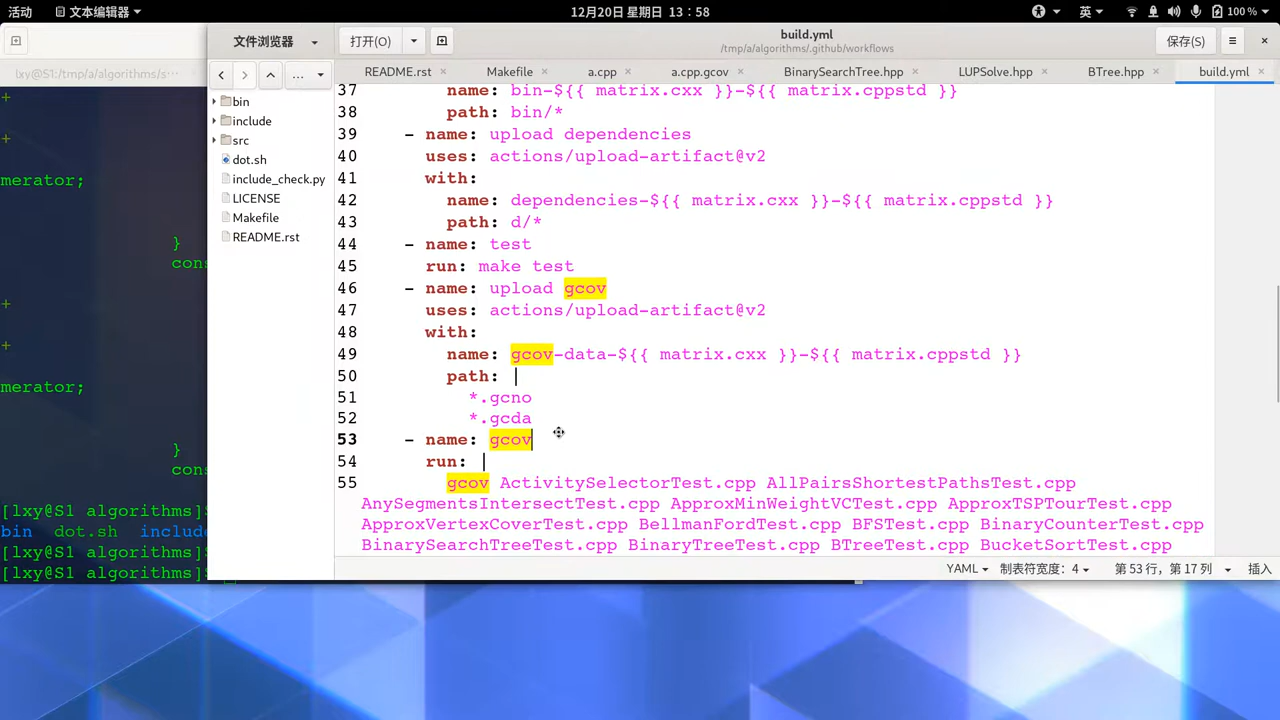 活动 文本编辑器 12月20日 星期日 13∶58 英 100 %
文件浏览器 打开(O) build.yml 保存(S)
/tmp/a/algorithms/.github/workflows
lxy@S1:/tmp/a/algorithms/s…
… README.rst × Makefile × a.cpp × a.cpp.gcov × BinarySearchTree.hpp × LUPSolve.hpp × BTree.hpp × build.yml ×
bin
include
src
dot.sh
include_check.py
LICENSE
Makefile
README.rst
+
+
merator;
}
cons
+
+
merator;
}
cons
[lxy@S1 algorithms]$
bin dot.sh include
[lxy@S1 algorithms]$
[lxy@S1 algorithms]$
37 name: bin-${{ matrix.cxx }}-${{ matrix.cppstd }}
38 path: bin/*
39 - name: upload dependencies
40 uses: actions/upload-artifact@v2
41 with:
42 name: dependencies-${{ matrix.cxx }}-${{ matrix.cppstd }}
43 path: d/*
44 - name: test
45 run: make test
46 - name: upload gcov
47 uses: actions/upload-artifact@v2
48 with:
49 name: gcov-data-${{ matrix.cxx }}-${{ matrix.cppstd }}
50 path: |
51 *.gcno
52 *.gcda
53 - name: gcov
54 run: |
55 gcov ActivitySelectorTest.cpp AllPairsShortestPathsTest.cpp
AnySegmentsIntersectTest.cpp ApproxMinWeightVCTest.cpp ApproxTSPTourTest.cpp
ApproxVertexCoverTest.cpp BellmanFordTest.cpp BFSTest.cpp BinaryCounterTest.cpp
BinarySearchTreeTest.cpp BinaryTreeTest.cpp BTreeTest.cpp BucketSortTest.cpp
YAML 制表符宽度：4 第 53 行，第 17 列 插入